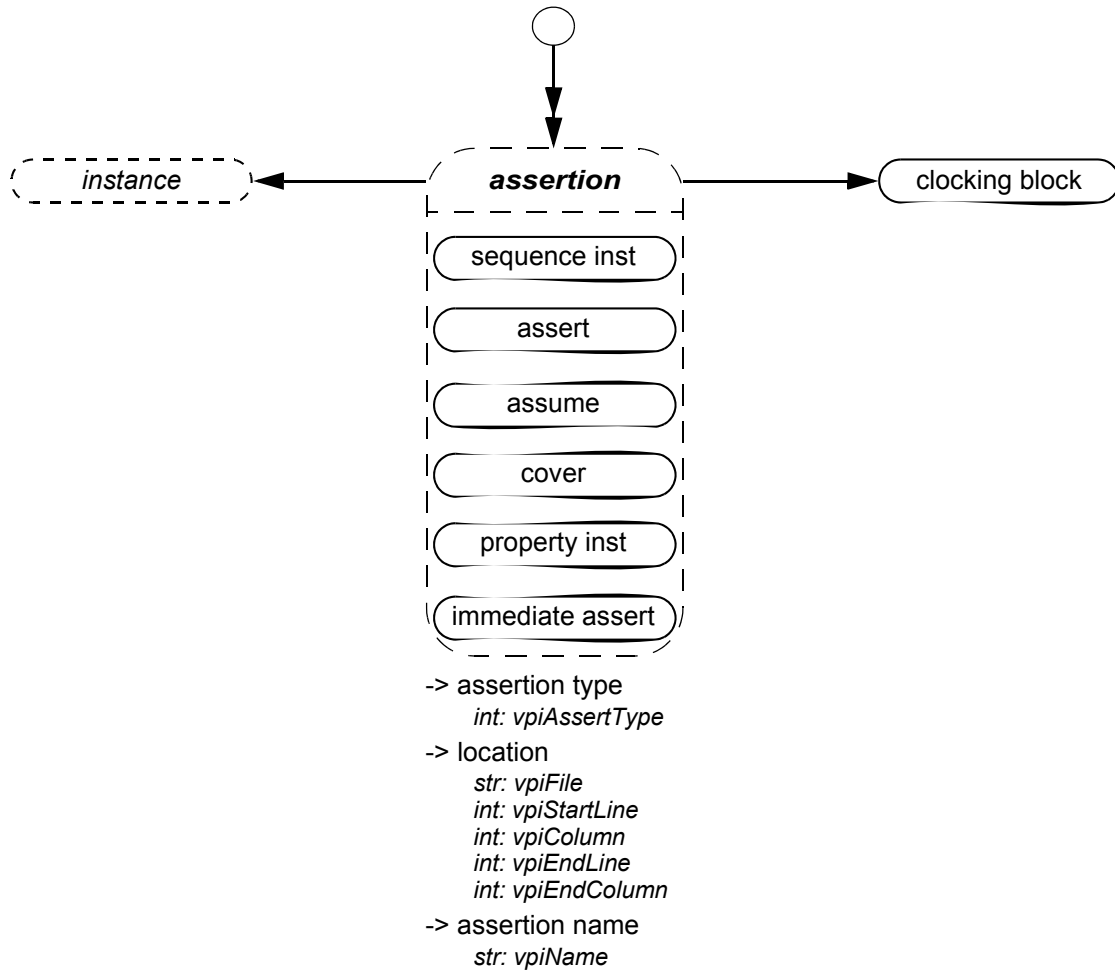 instance
assertion
clocking block
sequence inst
assert
assume
cover
property inst
immediate assert
-> assertion type
int: vpiAssertType
-> location
str: vpiFile
int: vpiStartLine
int: vpiColumn
int: vpiEndLine
int: vpiEndColumn
-> assertion name
str: vpiName